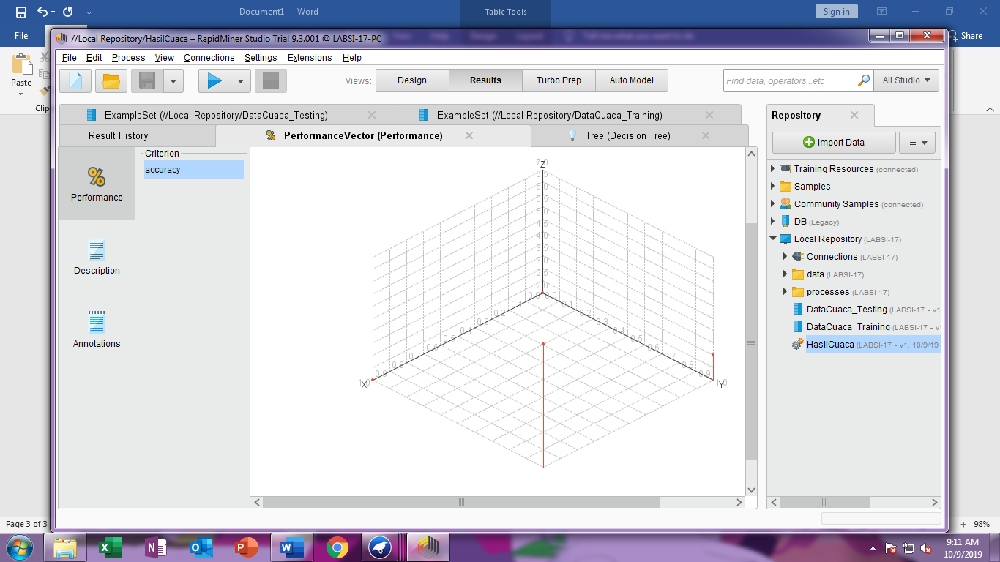 Document1 - Word
Table Tools
Sign in
File
Share
Paste
Clip
//Local Repository/HasilCuaca – RapidMiner Studio Trial 9.3.001 @ LABSI-17-PC
File Edit Process View Connections Settings Extensions Help
Views: Design Results Turbo Prep Auto Model
Find data, operators...etc
All Studio
ExampleSet (//Local Repository/DataCuaca_Testing)
ExampleSet (//Local Repository/DataCuaca_Training)
Result History
PerformanceVector (Performance)
Tree (Decision Tree)
Performance
Description
Annotations
Criterion
accuracy
Z
7.0
6.5
6.0
5.5
5.0
4.5
4.0
3.5
3.0
2.5
2.0
X
Y
Repository
Import Data
Training Resources (connected)
Samples
Community Samples (connected)
DB (Legacy)
Local Repository (LABSI-17)
Connections (LABSI-17)
data (LABSI-17)
processes (LABSI-17)
DataCuaca_Testing (LABSI-17 - v1
DataCuaca_Training (LABSI-17 - v
HasilCuaca (LABSI-17 - v1, 10/9/19
Page 3 of 3
98%
9:11 AM
10/9/2019